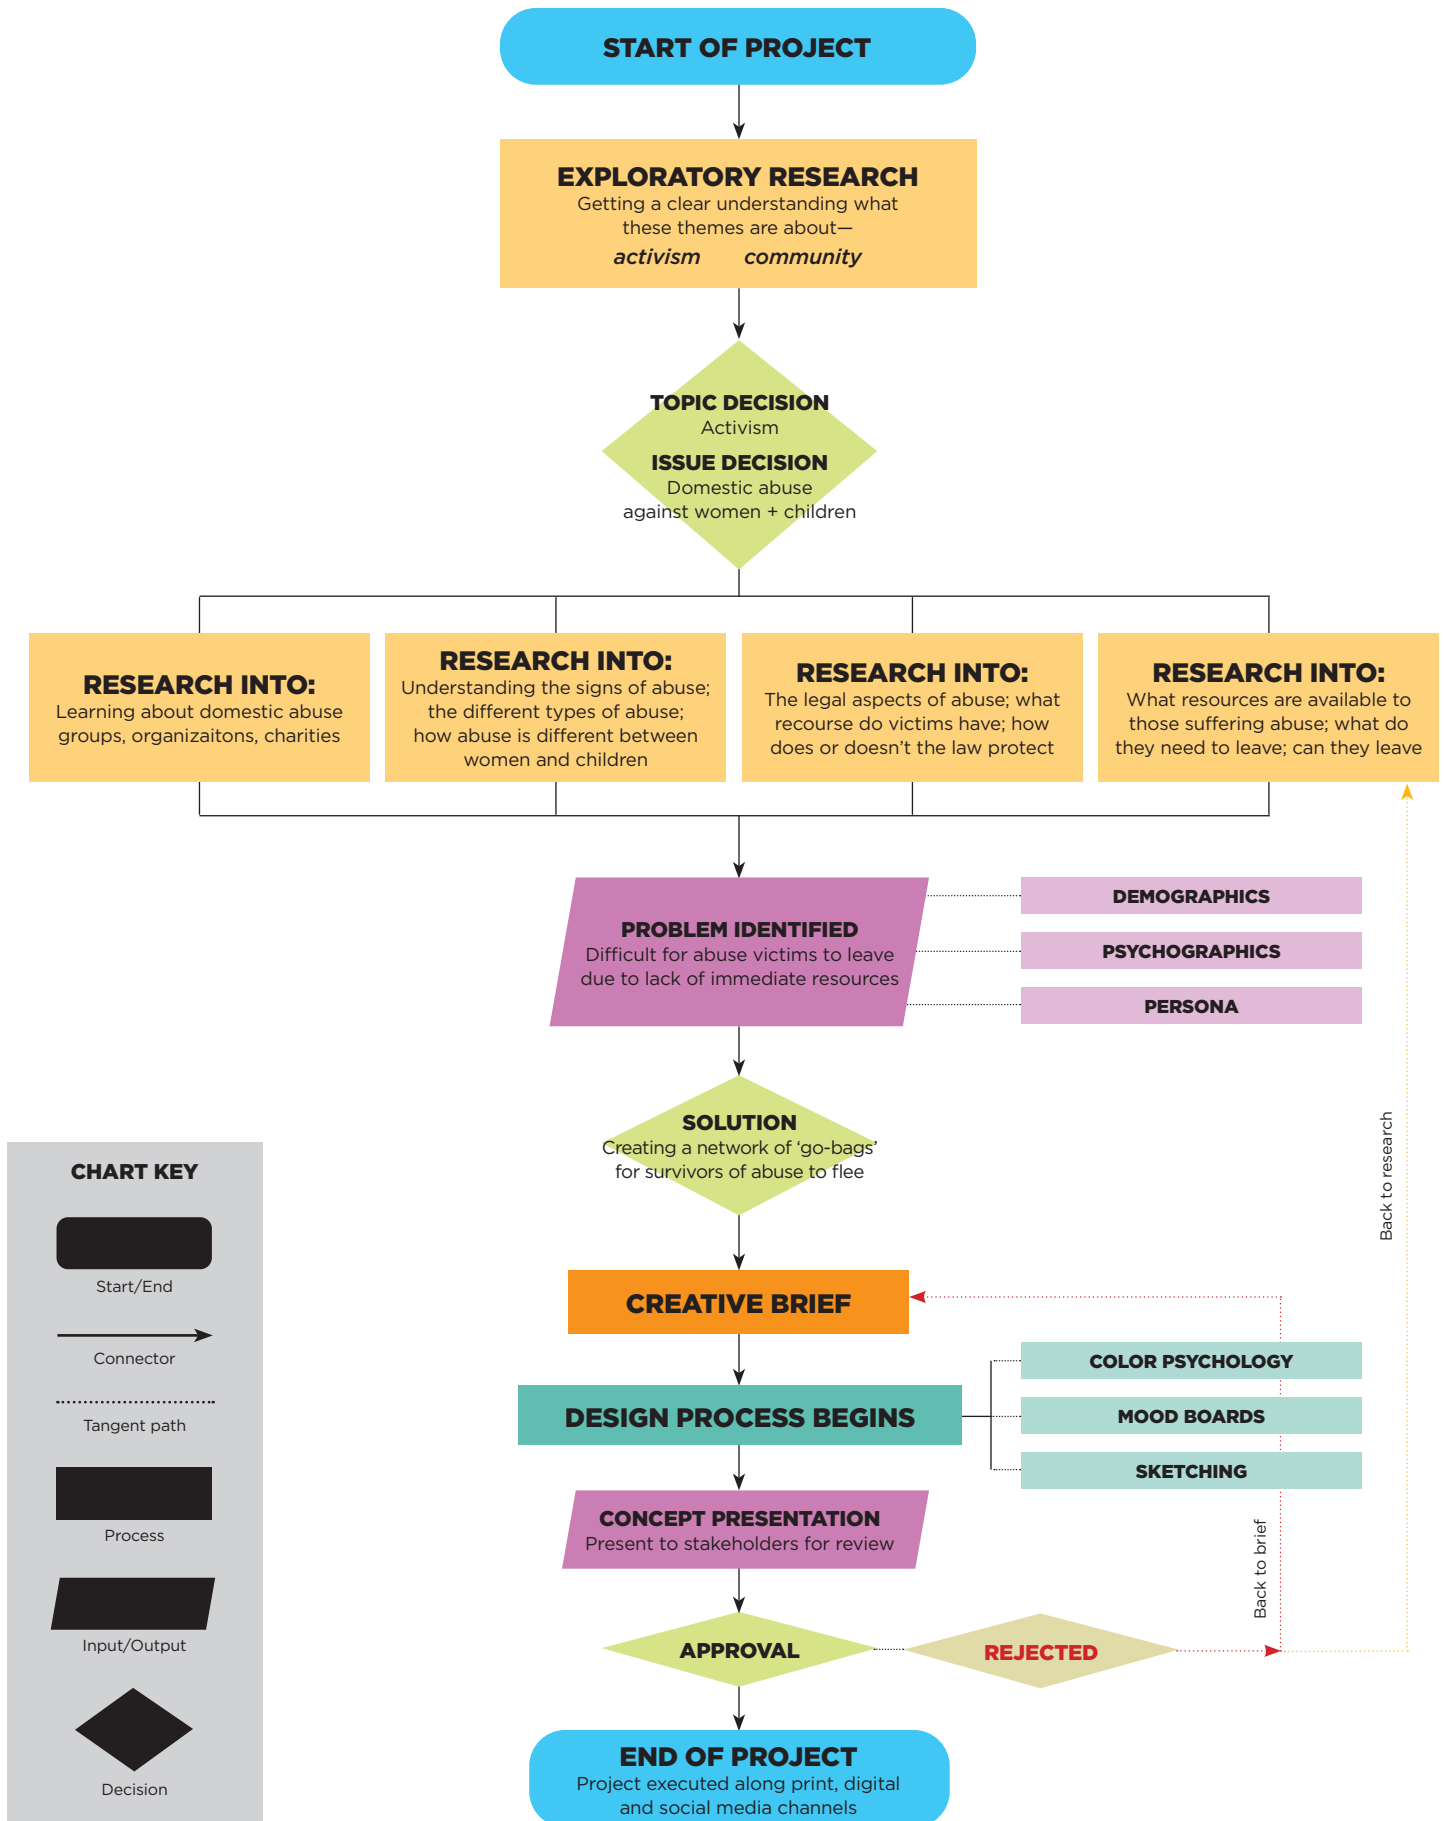 START OF PROJECT
EXPLORATORY RESEARCH
Getting a clear understanding what
these themes are about—
activism community
TOPIC DECISION
Activism
ISSUE DECISION
Domestic abuse
against women + children
RESEARCH INTO:
Learning about domestic abuse
groups, organizaitons, charities
RESEARCH INTO:
Understanding the signs of abuse;
the different types of abuse;
how abuse is different between
women and children
RESEARCH INTO:
The legal aspects of abuse; what
recourse do victims have; how
does or doesn’t the law protect
RESEARCH INTO:
What resources are available to
those suffering abuse; what do
they need to leave; can they leave
PROBLEM IDENTIFIED
Difficult for abuse victims to leave
due to lack of immediate resources
DEMOGRAPHICS
PSYCHOGRAPHICS
PERSONA
SOLUTION
Creating a network of ‘go-bags’
for survivors of abuse to flee
Back to research
CREATIVE BRIEF
DESIGN PROCESS BEGINS
COLOR PSYCHOLOGY
MOOD BOARDS
SKETCHING
CONCEPT PRESENTATION
Present to stakeholders for review
Back to brief
APPROVAL
REJECTED
END OF PROJECT
Project executed along print, digital
and social media channels
CHART KEY
Start/End
Connector
Tangent path
Process
Input/Output
Decision